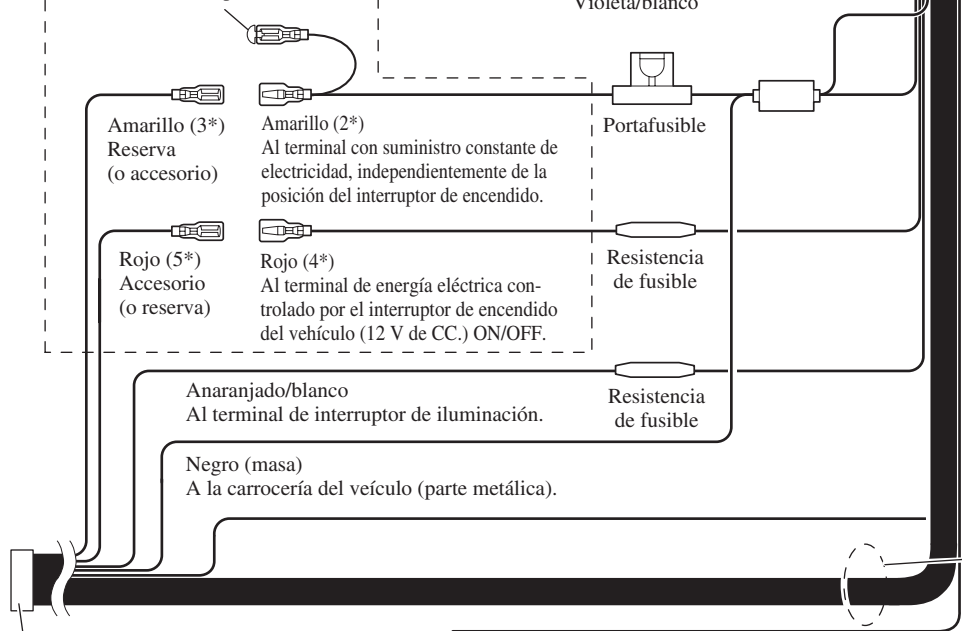 Violeta/blanco
Amarillo (3*)
Reserva
(o accesorio)
Amarillo (2*)
Al terminal con suministro constante de
electricidad, independientemente de la
posición del interruptor de encendido.
Portafusible
Rojo (5*)
Accesorio
(o reserva)
Rojo (4*)
Al terminal de energía eléctrica con-
trolado por el interruptor de encendido
del vehículo (12 V de CC.) ON/OFF.
Resistencia
de fusible
Anaranjado/blanco
Al terminal de interruptor de iluminación.
Resistencia
de fusible
Negro (masa)
A la carrocería del veículo (parte metálica).